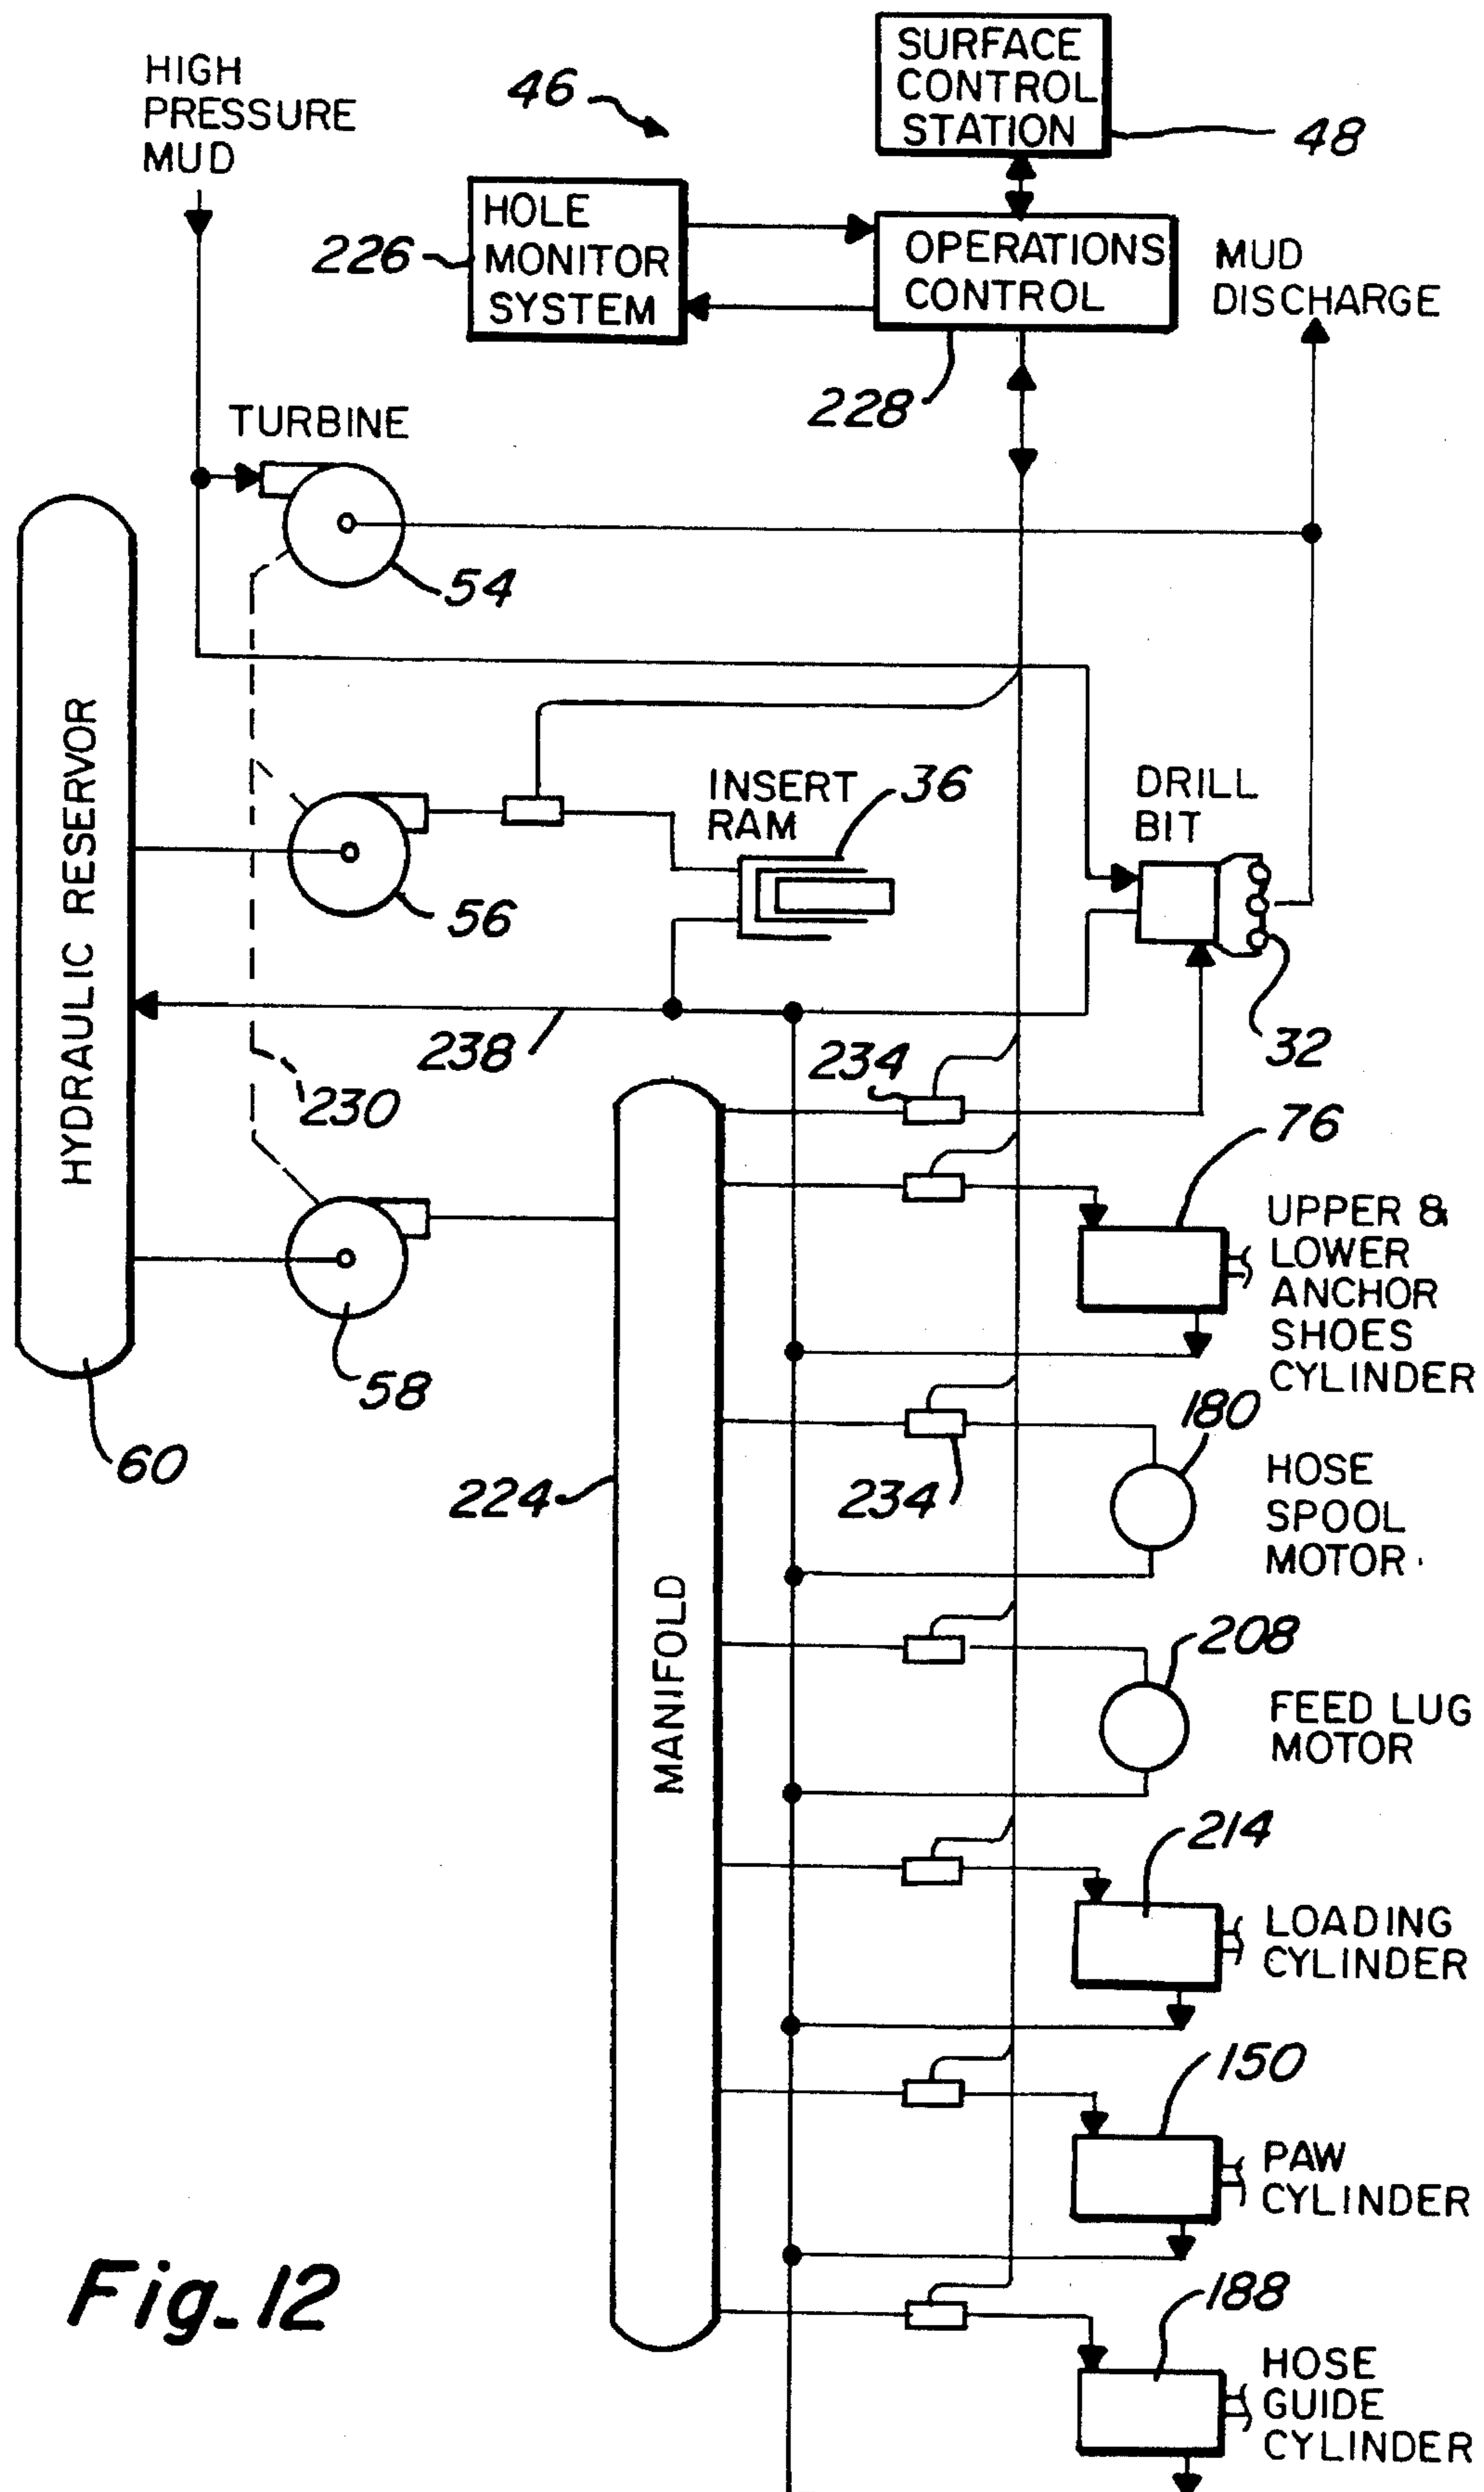 SURFACE
CONTROL
STATION
48
HIGH
PRESSURE
MUD
46
HOLE
MONITOR
SYSTEM
226
OPERATIONS
CONTROL
228
MUD
DISCHARGE
TURBINE
54
HYDRAULIC RESERVOR
56
INSERT
RAM
36
DRILL
BIT
32
238
230
234
76
UPPER &
LOWER
ANCHOR
SHOES
CYLINDER
58
60
224
MANIFOLD
234
180
HOSE
SPOOL
MOTOR
208
FEED LUG
MOTOR
214
LOADING
CYLINDER
150
PAW
CYLINDER
188
HOSE
GUIDE
CYLINDER
Fig. 12